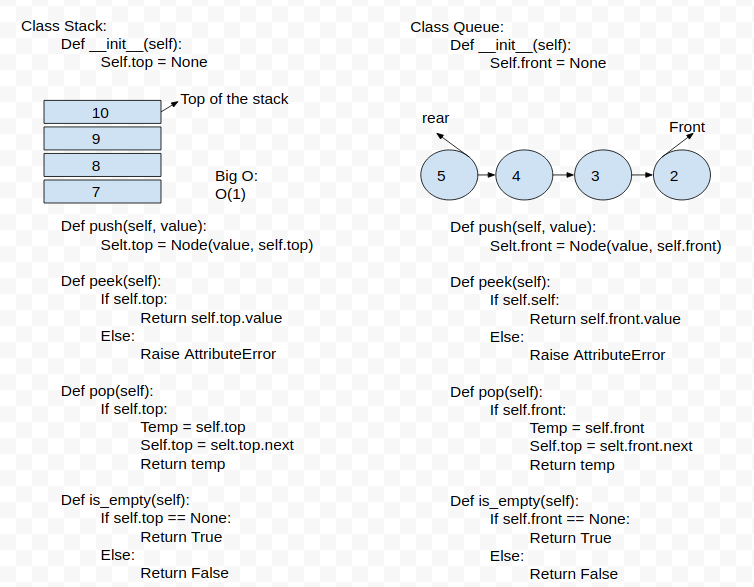 Class Stack:
Def __init__(self):
Self.top = None
Top of the stack
10
9
8
7
Big O:
O(1)
Def push(self, value):
Selt.top = Node(value, self.top)
Def peek(self):
If self.top:
Return self.top.value
Else:
Raise AttributeError
Def pop(self):
If self.top:
Temp = self.top
Self.top = selt.top.next
Return temp
Def is_empty(self):
If self.top == None:
Return True
Else:
Return False
Class Queue:
Def __init__(self):
Self.front = None
rear
Front
5
4
3
2
Def push(self, value):
Selt.front = Node(value, self.front)
Def peek(self):
If self.self:
Return self.front.value
Else:
Raise AttributeError
Def pop(self):
If self.front:
Temp = self.front
Self.top = selt.front.next
Return temp
Def is_empty(self):
If self.front == None:
Return True
Else:
Return False